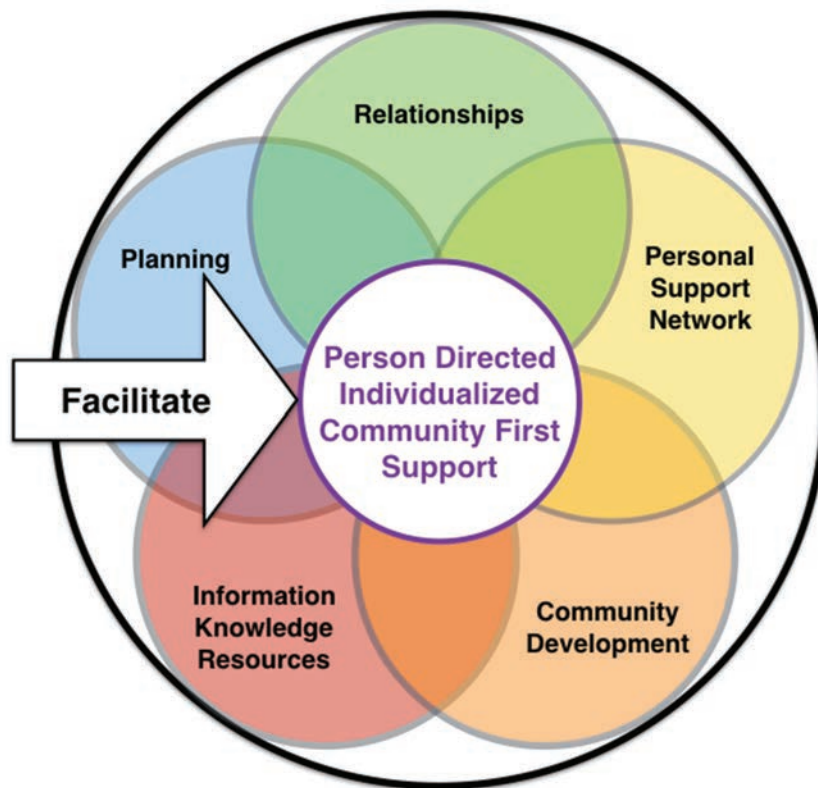 Relationships
Planning
Personal
Support
Network
Facilitate
Person Directed
Individualized
Community First
Support
Information
Knowledge
Resources
Community
Development